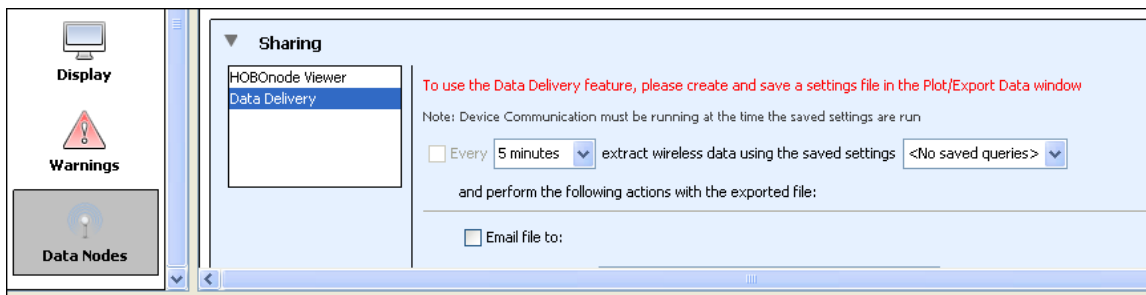 Display
Warnings
Data Nodes
Sharing
HOBOnode Viewer
Data Delivery
To use the Data Delivery feature, please create and save a settings file in the Plot/Export Data window
Note: Device Communication must be running at the time the saved settings are run
Every 5 minutes extract wireless data using the saved settings <No saved queries>
and perform the following actions with the exported file:
Email file to: